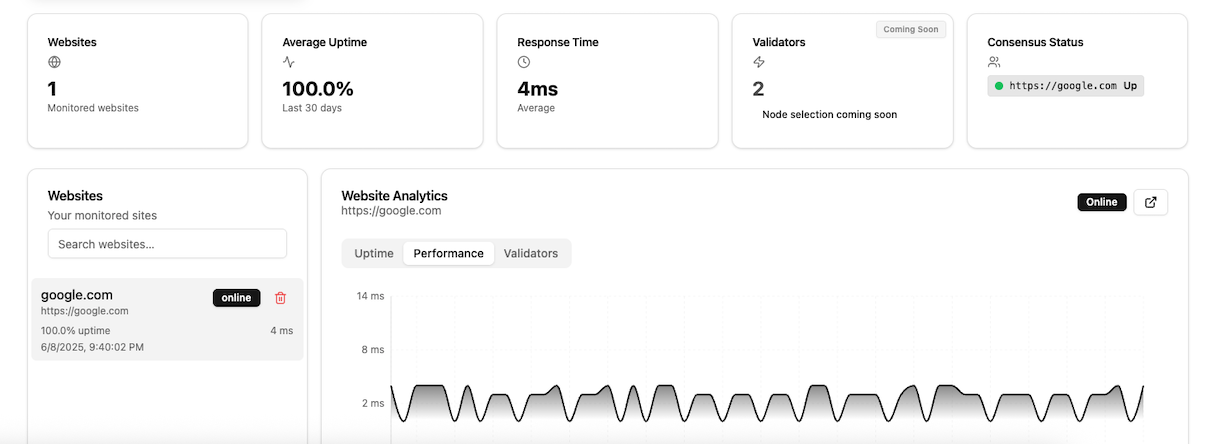 Websites
1
Monitored websites
Average Uptime
100.0%
Last 30 days
Response Time
4ms
Average
Coming Soon
Validators
2
Node selection coming soon
Consensus Status
https://google.com Up
Websites
Your monitored sites
Search websites...
google.com
online
https://google.com
100.0% uptime
4 ms
6/8/2025, 9:40:02 PM
Website Analytics
https://google.com
Online
Uptime
Performance
Validators
14 ms
8 ms
2 ms